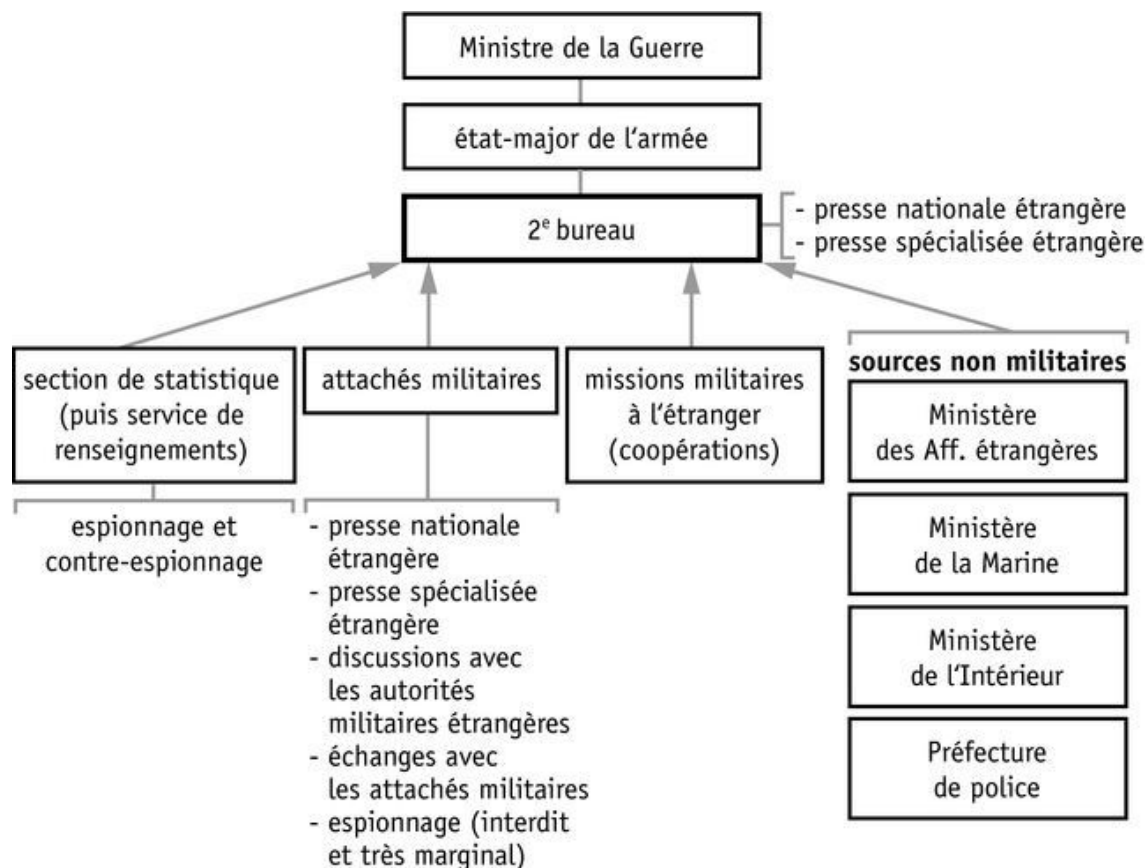 Ministre de la Guerre
état-major de l'armée
2e bureau
- presse nationale étrangère
- presse spécialisée étrangère
section de statistique
(puis service de
renseignements)
espionnage et
contre-espionnage
attachés militaires
- presse nationale
étrangère
- presse spécialisée
étrangère
- discussions avec
les autorités
militaires étrangères
- échanges avec
les attachés militaires
- espionnage (interdit
et très marginal)
missions militaires
à l'étranger
(coopérations)
sources non militaires
Ministère
des Aff. étrangères
Ministère
de la Marine
Ministère
de l'Intérieur
Préfecture
de police